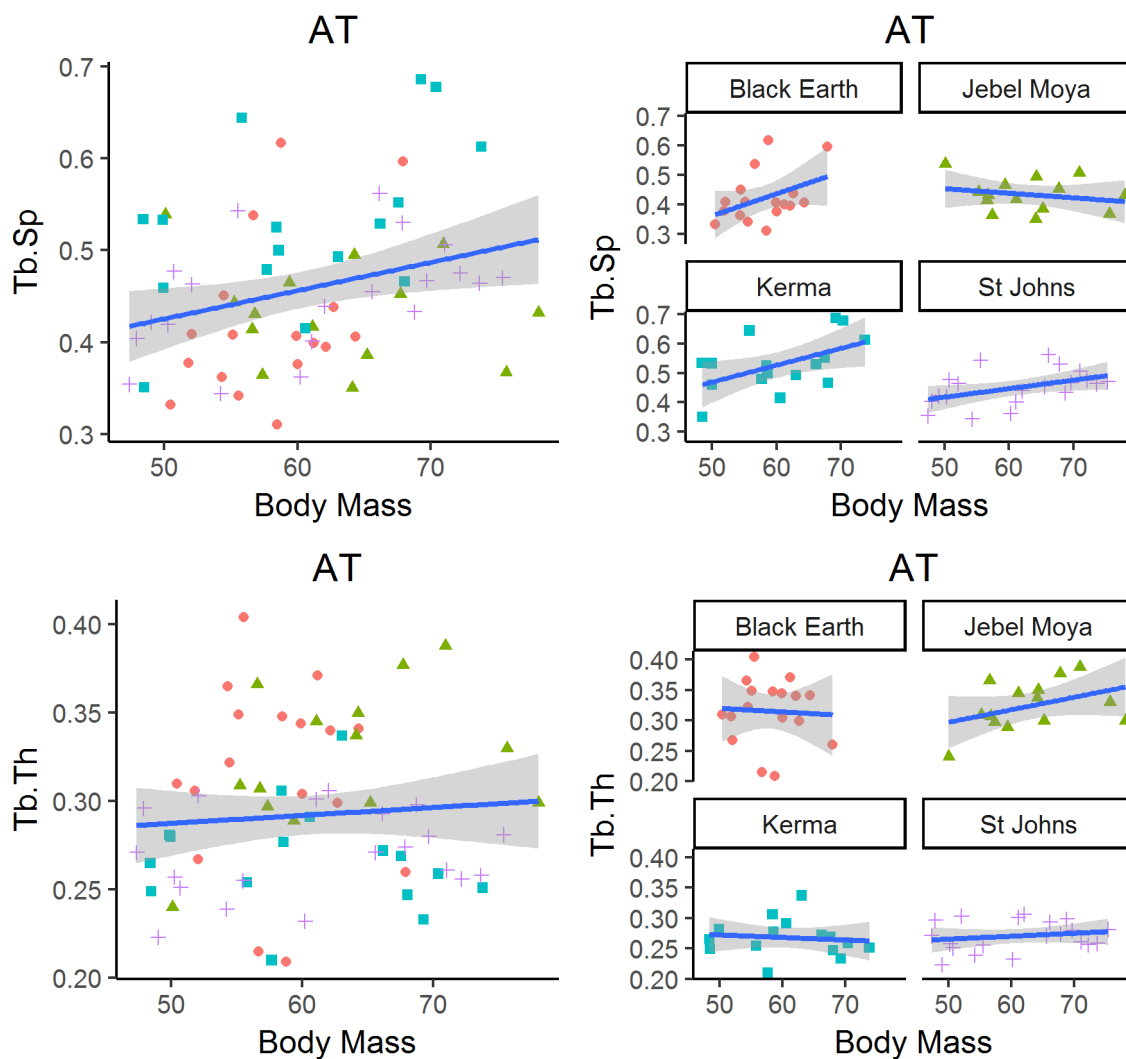 AT
Tb.Sp
0.7
0.6
0.5
0.4
0.3
50 60 70
Body Mass
AT
Black Earth Jebel Moya
Tb.Sp
0.7
0.6
0.5
0.4
0.3
Kerma St Johns
0.7
0.6
0.5
0.4
0.3
50 60 70 50 60 70
Body Mass
AT
Tb.Th
0.40
0.35
0.30
0.25
0.20
50 60 70
Body Mass
AT
Black Earth Jebel Moya
Tb.Th
0.40
0.35
0.30
0.25
0.20
Kerma St Johns
0.40
0.35
0.30
0.25
0.20
50 60 70 50 60 70
Body Mass